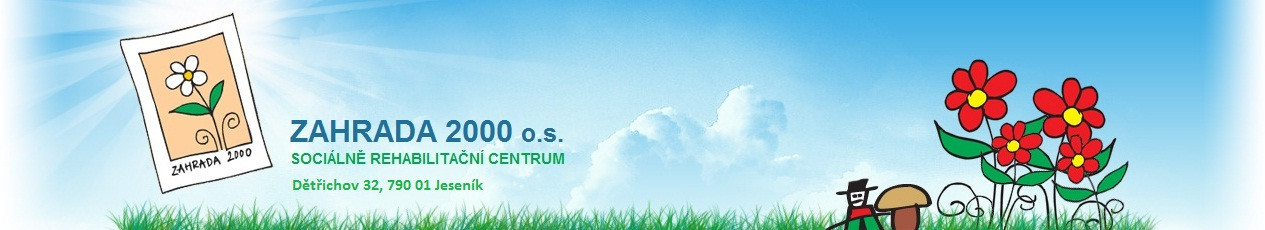 ZAHRADA 2000
ZAHRADA 2000 o.s.
SOCIÁLNĚ REHABILITAČNÍ CENTRUM
Dětřichov 32, 790 01 Jeseník